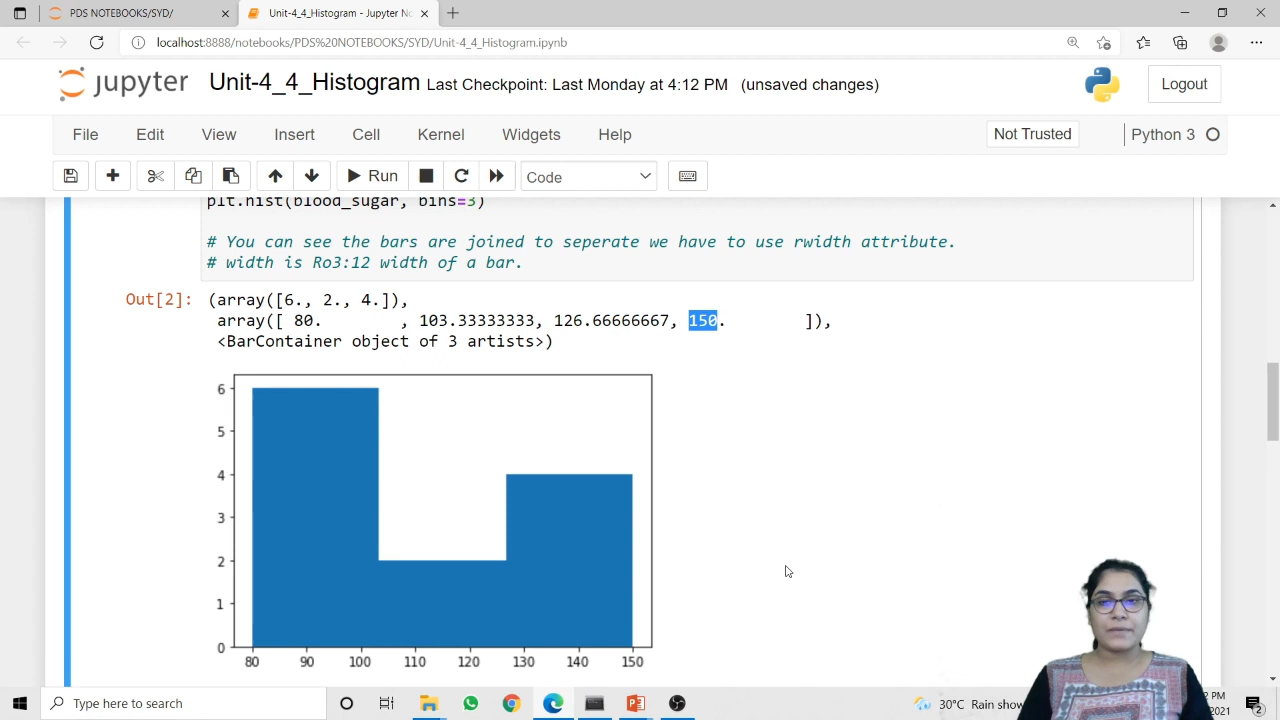 PDS NOTEBOOKS/SYD/
Unit-4_4_Histogram - Jupyter No
localhost:8888/notebooks/PDS%20NOTEBOOKS/SYD/Unit-4_4_Histogram.ipynb
jupyter Unit-4_4_Histogram Last Checkpoint: Last Monday at 4:12 PM (unsaved changes) Logout
File Edit View Insert Cell Kernel Widgets Help Not Trusted Python 3
Run Code
plt.hist(blood_sugar, bins=3)
# You can see the bars are joined to seperate we have to use rwidth attribute.
# width is Ro3:12 width of a bar.
Out[2]: (array([6., 2., 4.]),
array([ 80. , 103.33333333, 126.66666667, 150. ]),
<BarContainer object of 3 artists>)
6
5
4
3
2
1
0
80 90 100 110 120 130 140 150
Type here to search
30°C Rain show
2 PM
2021
2